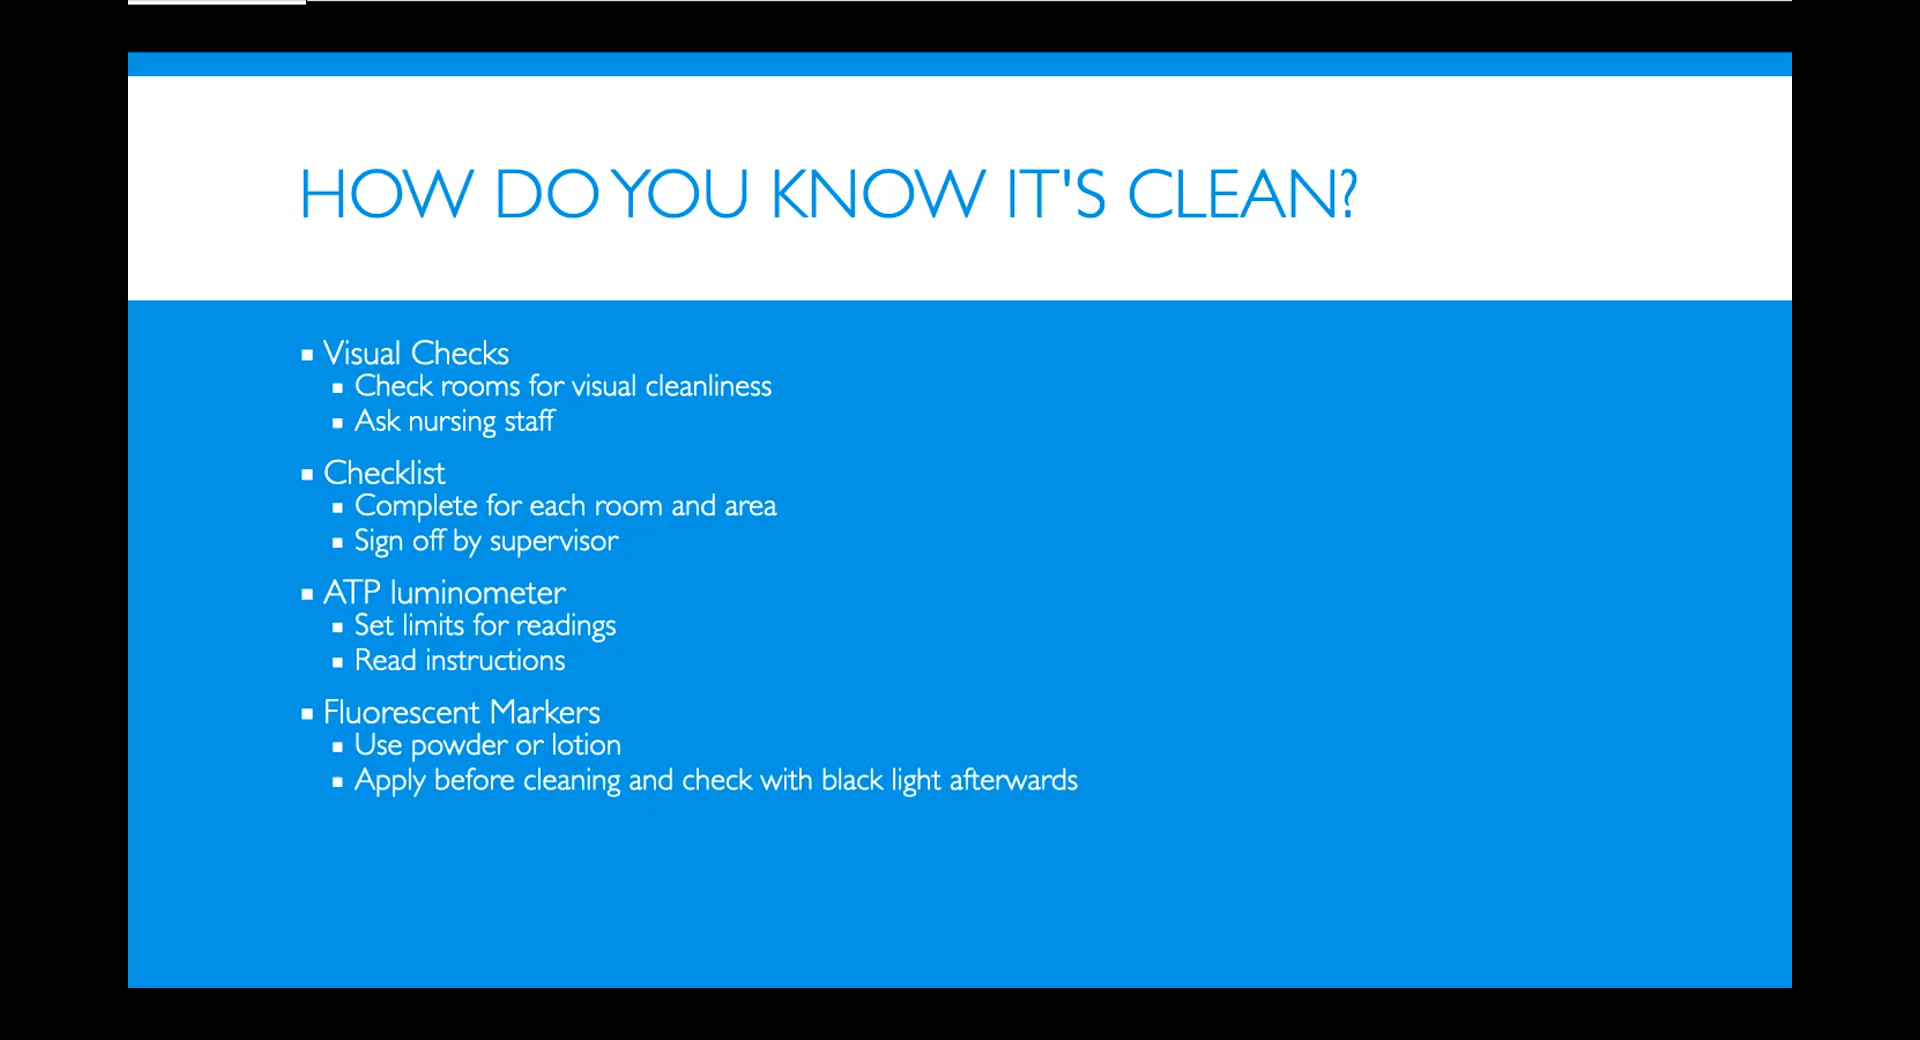 HOW DO YOU KNOW IT'S CLEAN?
▪ Visual Checks
▪ Check rooms for visual cleanliness
▪ Ask nursing staff
▪ Checklist
▪ Complete for each room and area
▪ Sign off by supervisor
▪ ATP luminometer
▪ Set limits for readings
▪ Read instructions
▪ Fluorescent Markers
▪ Use powder or lotion
▪ Apply before cleaning and check with black light afterwards